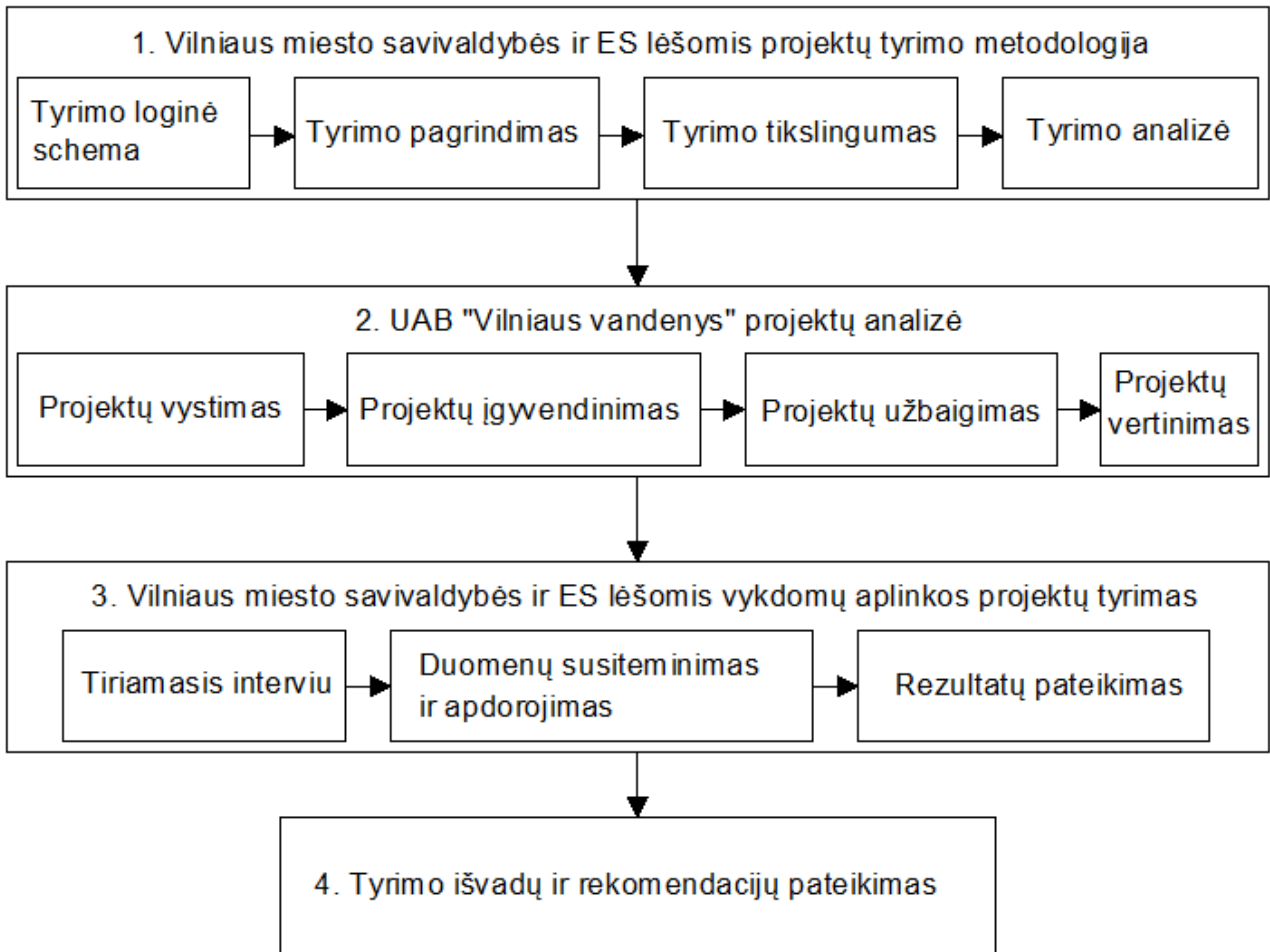 1. Vilniaus miesto savivaldybės ir ES lėšomis projektų tyrimo metodologija
Tyrimo loginė
schema
Tyrimo pagrindimas
Tyrimo tikslingumas
Tyrimo analizė
2. UAB "Vilniaus vandenys" projektų analizė
Projektų vystimas
Projektų įgyvendinimas
Projektų užbaigimas
Projektų
vertinimas
3. Vilniaus miesto savivaldybės ir ES lėšomis vykdomų aplinkos projektų tyrimas
Tiriamasis interviu
Duomenų susiteminimas
ir apdorojimas
Rezultatų pateikimas
4. Tyrimo išvadų ir rekomendacijų pateikimas